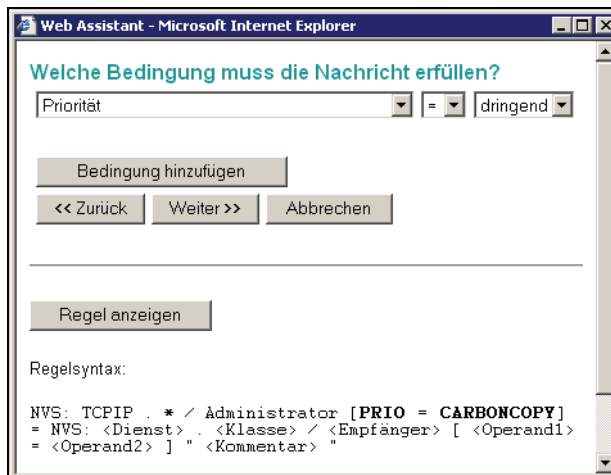 Web Assistant - Microsoft Internet Explorer
Welche Bedingung muss die Nachricht erfüllen?
Priorität = dringend
Bedingung hinzufügen
<< Zurück Weiter >> Abbrechen
Regel anzeigen
Regelsyntax:
NVS: TCPIP . * / Administrator [PRIO = CARBONCOPY]
= NVS: <Dienst> . <Klasse> / <Empfänger> [ <Operand1>
= <Operand2> ] " <Kommentar> "